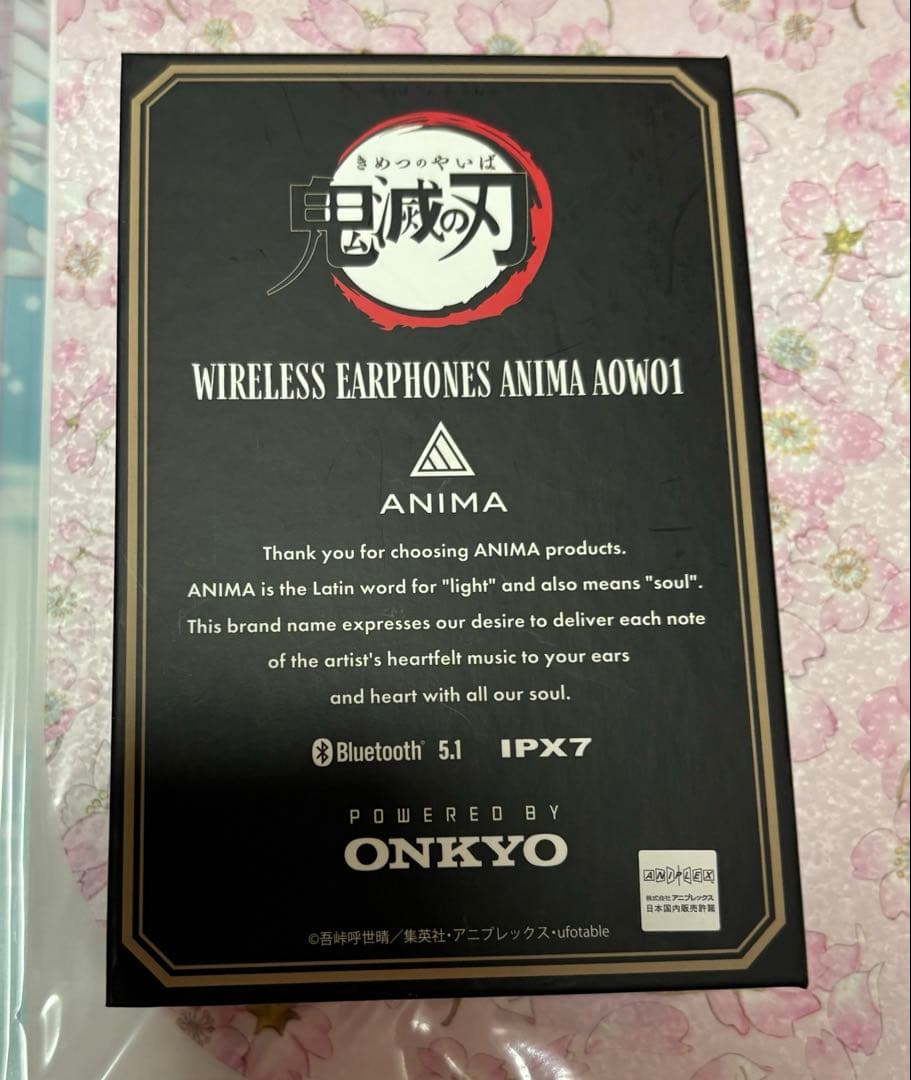 きめつのやいば
鬼滅の刃
WIRELESS EARPHONES ANIMA AOW01
ANIMA
Thank you for choosing ANIMA products.
ANIMA is the Latin word for "light" and also means "soul".
This brand name expresses our desire to deliver each note
of the artist's heartfelt music to your ears
and heart with all our soul.
Bluetooth® 5.1 IPX7
POWERED BY
ONKYO
ANIPLEX
株式会社アニプレックス
日本国内販売許諾
©吾峠呼世晴／集英社・アニプレックス・ufotable